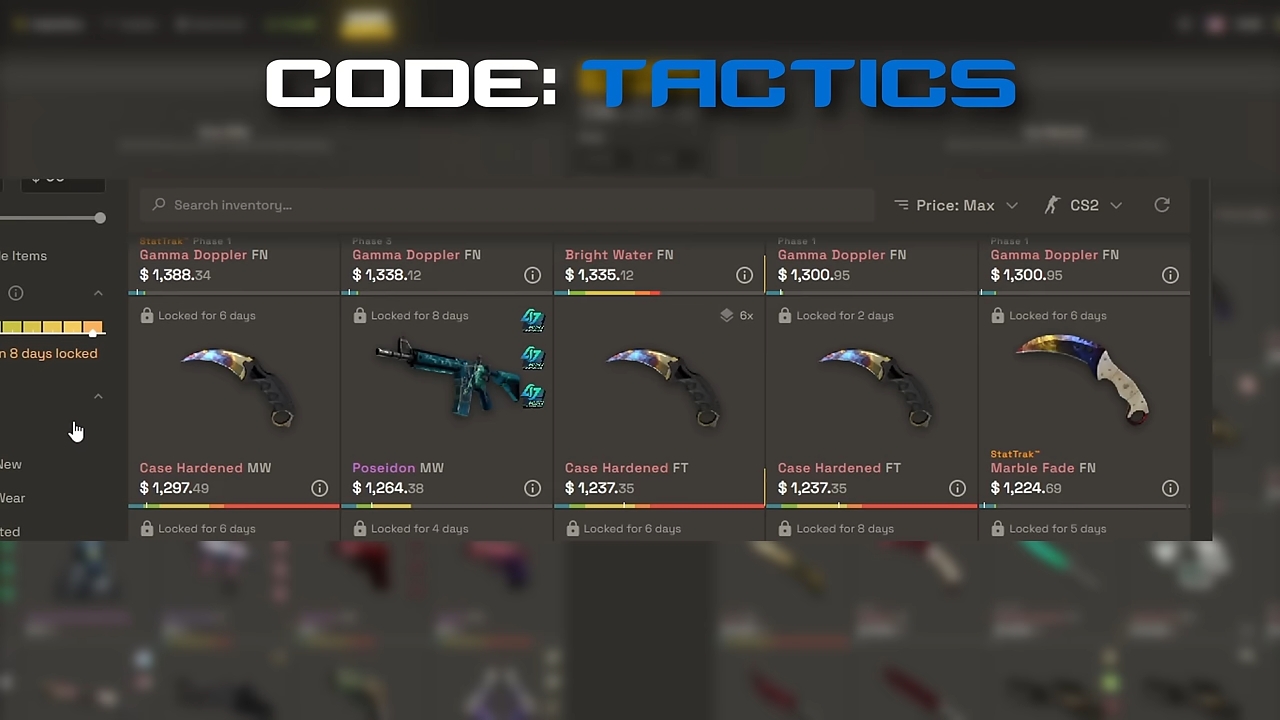 CODE: TACTICS
Search inventory...
Price: Max
CS2
le Items
n 8 days locked
New
Wear
ted
StatTrak™ Phase 1
Gamma Doppler FN
$ 1,388.34
Phase 3
Gamma Doppler FN
$ 1,338.12
Bright Water FN
$ 1,335.12
Phase 1
Gamma Doppler FN
$ 1,300.95
Phase 1
Gamma Doppler FN
$ 1,300.95
Locked for 6 days
Case Hardened MW
$ 1,297.49
Locked for 8 days
Poseidon MW
$ 1,264.38
6x
Case Hardened FT
$ 1,237.35
Locked for 2 days
Case Hardened FT
$ 1,237.35
Locked for 6 days
StatTrak™
Marble Fade FN
$ 1,224.69
Locked for 6 days
Locked for 4 days
Locked for 6 days
Locked for 8 days
Locked for 5 days